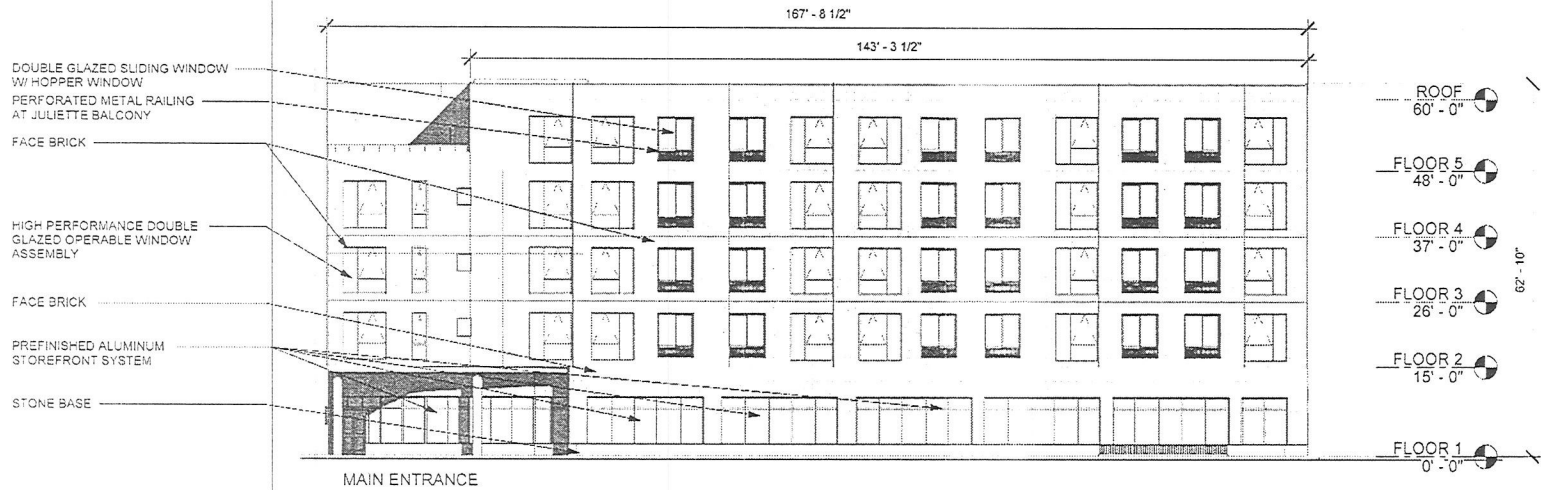 167' - 8 1/2"
143' - 3 1/2"
DOUBLE GLAZED SLIDING WINDOW
W/ HOPPER WINDOW
PERFORATED METAL RAILING
AT JULIETTE BALCONY
FACE BRICK
HIGH PERFORMANCE DOUBLE
GLAZED OPERABLE WINDOW
ASSEMBLY
FACE BRICK
PREFINISHED ALUMINUM
STOREFRONT SYSTEM
STONE BASE
MAIN ENTRANCE
ROOF
60' - 0"
FLOOR 5
48' - 0"
FLOOR 4
37' - 0"
FLOOR 3
26' - 0"
FLOOR 2
15' - 0"
FLOOR 1
0' - 0"
62' - 10"